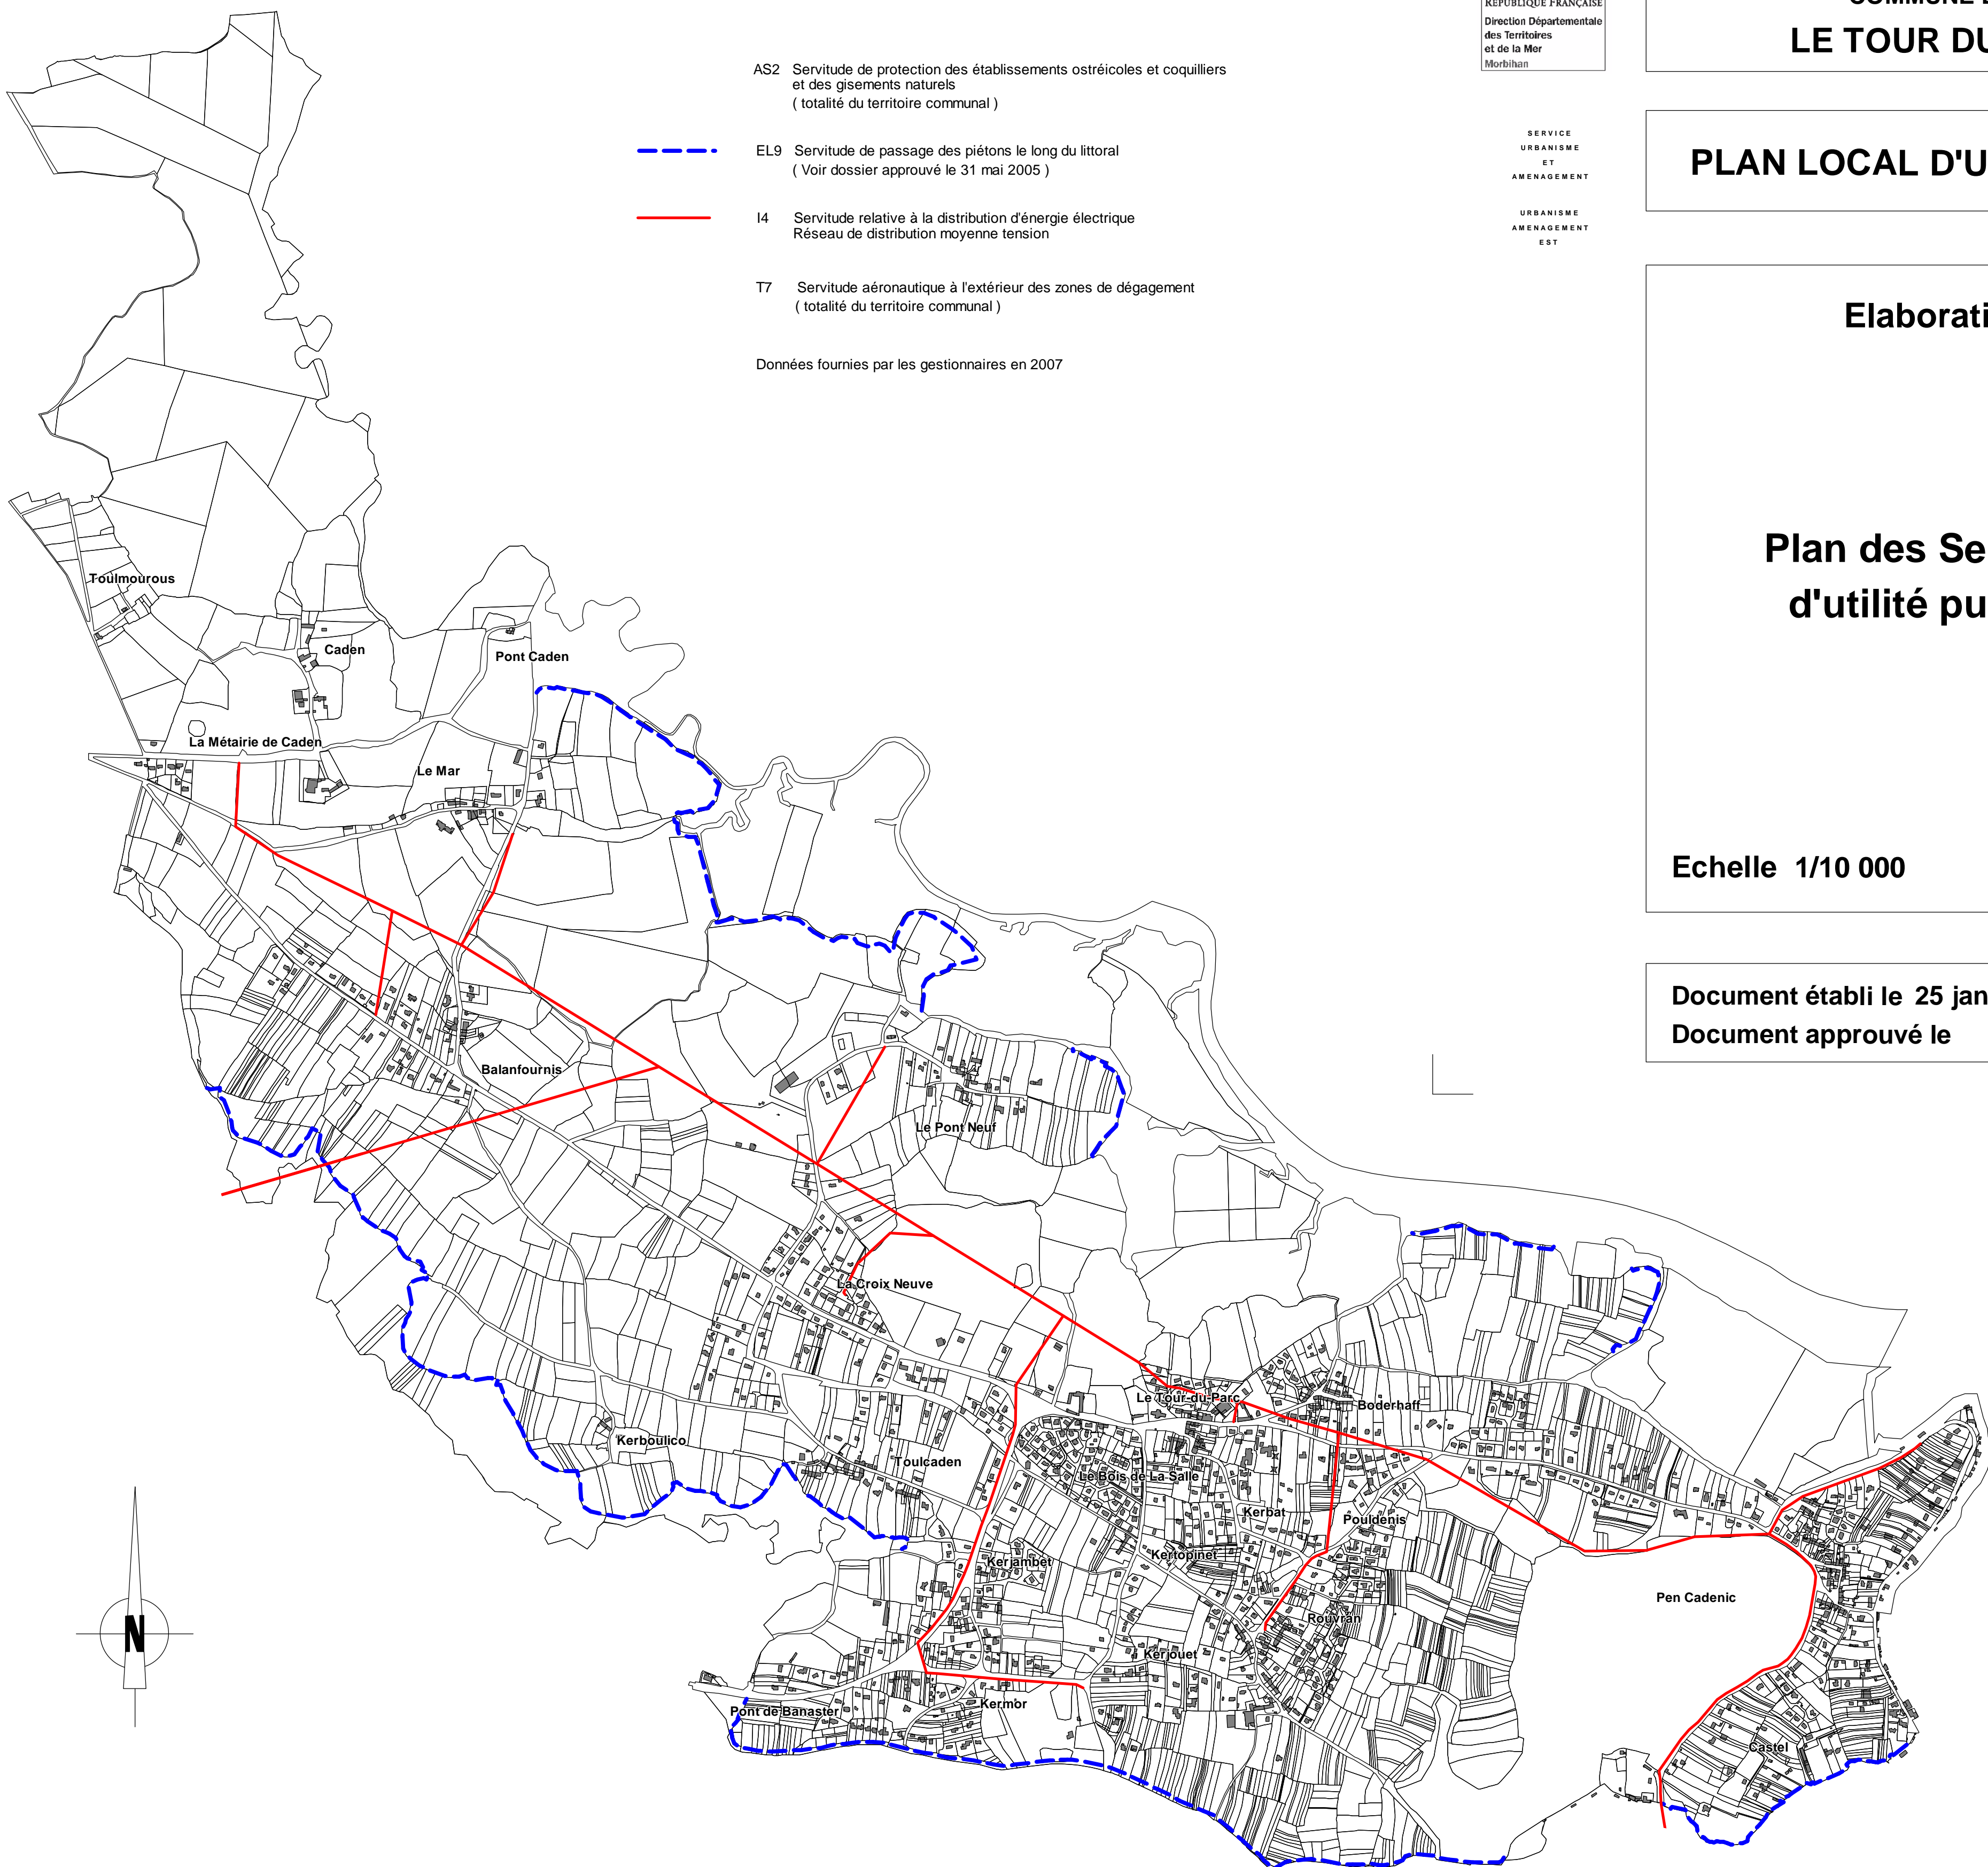 RÉPUBLIQUE FRANÇAISE
Direction Départementale
des Territoires
et de la Mer
Morbihan
LE TOUR DU
AS2 Servitude de protection des établissements ostréicoles et coquilliers
et des gisements naturels
( totalité du territoire communal )
EL9 Servitude de passage des piétons le long du littoral
( Voir dossier approuvé le 31 mai 2005 )
I4 Servitude relative à la distribution d'énergie électrique
Réseau de distribution moyenne tension
T7 Servitude aéronautique à l'extérieur des zones de dégagement
( totalité du territoire communal )
Données fournies par les gestionnaires en 2007
SERVICE
URBANISME
ET
AMENAGEMENT
URBANISME
AMENAGEMENT
EST
PLAN LOCAL D'U
Elaborati
Plan des Se
d'utilité pu
Echelle 1/10 000
Document établi le 25 jan
Document approuvé le
Toulmourous
Caden
Pont Caden
La Métairie de Caden
Le Mar
Balanfournis
Le Pont Neuf
La Croix Neuve
Le Tour-du-Parc
Boderhaff
Kerboulico
Toulcaden
Le Bois de La Salle
Kerbat
Pouldenis
Kerjambet
Kertopinet
Pen Cadenic
Rouvran
Kerjouet
Kermor
Pont de Banaster
Castel
N